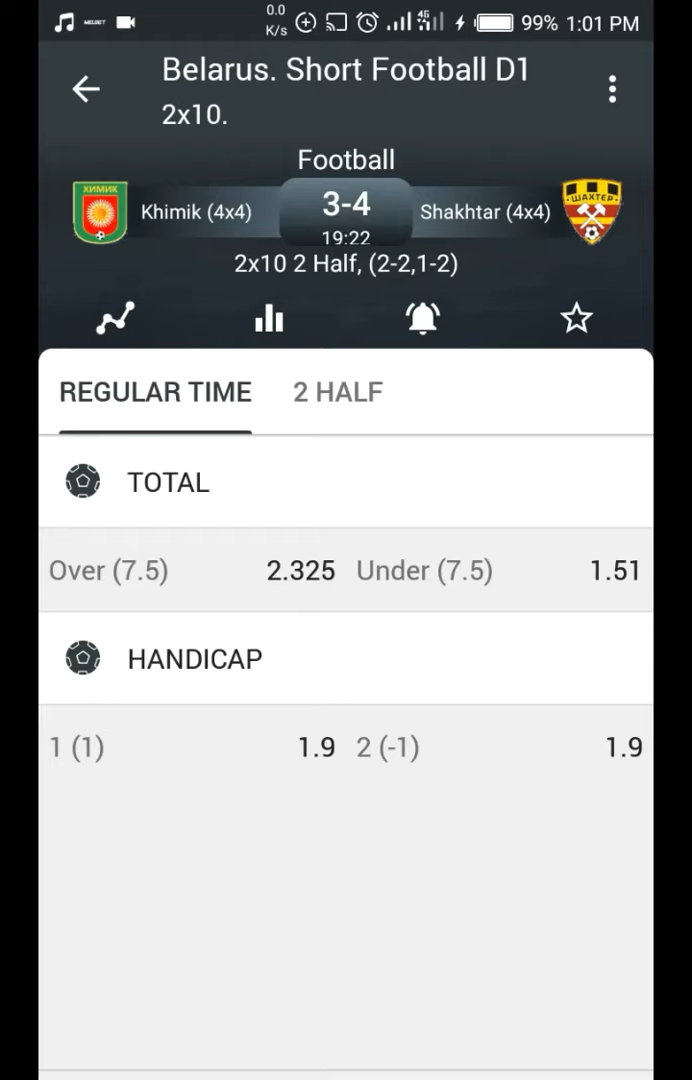 0.0
K/s
4G
99% 1:01 PM
MELBET
Belarus. Short Football D1
2x10.
Football
ХИМИК
Khimik (4x4)
3-4
Shakhtar (4x4)
ШАХТЕР
19:22
2x10 2 Half, (2-2,1-2)
REGULAR TIME
2 HALF
TOTAL
Over (7.5) 2.325 Under (7.5) 1.51
HANDICAP
1 (1) 1.9 2 (-1) 1.9